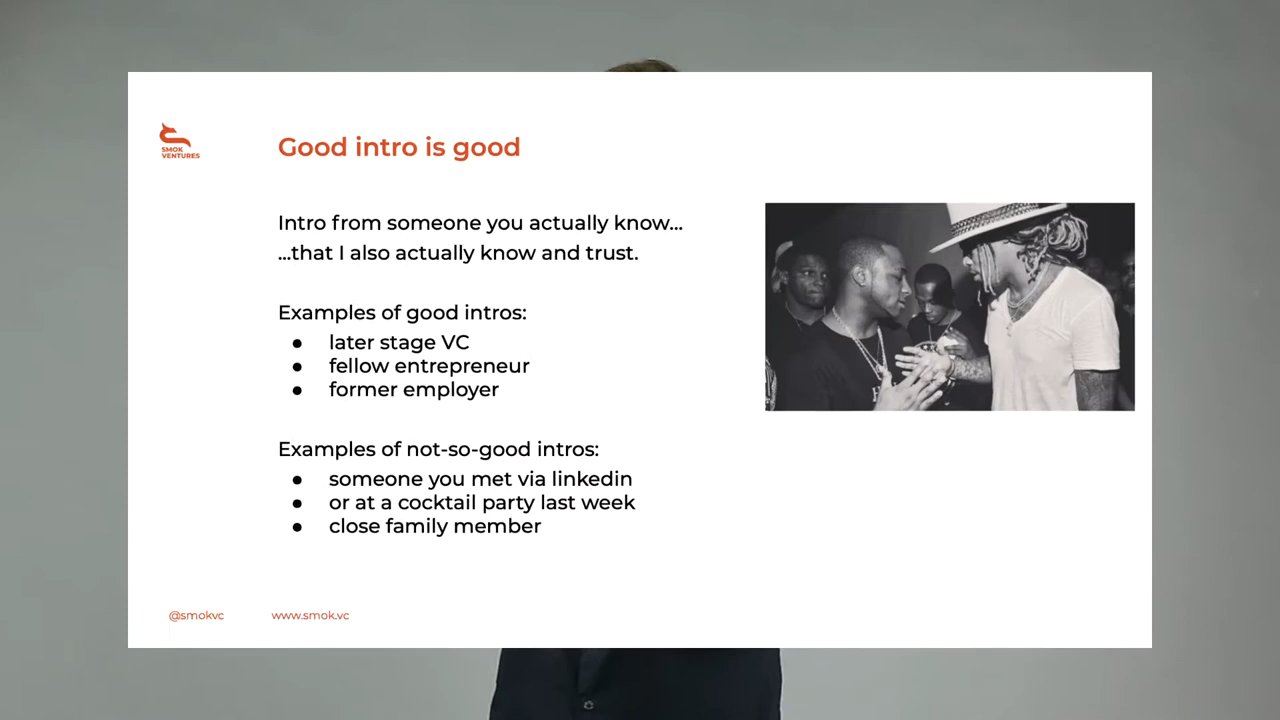 SMOK
VENTURES
Good intro is good
Intro from someone you actually know...
...that I also actually know and trust.
Examples of good intros:
● later stage VC
● fellow entrepreneur
● former employer
Examples of not-so-good intros:
● someone you met via linkedin
● or at a cocktail party last week
● close family member
@smokvc www.smok.vc